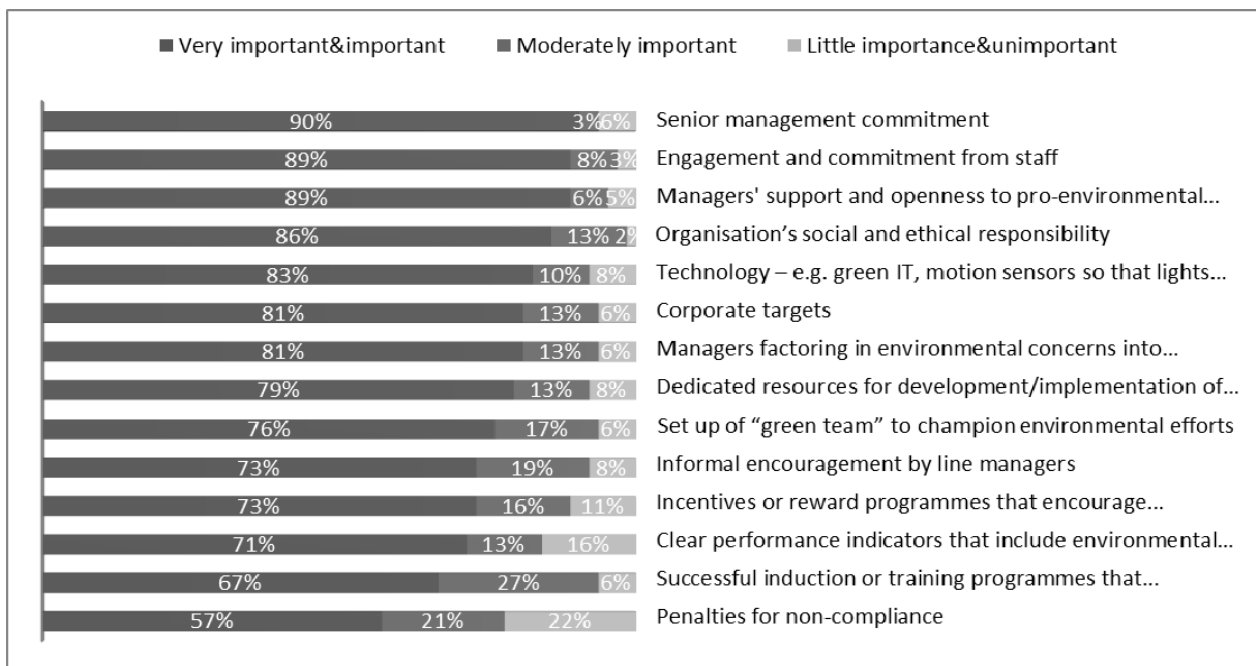 Very important&important Moderately important Little importance&unimportant
90% 3% 6% Senior management commitment
89% 8% 3% Engagement and commitment from staff
89% 6% 5% Managers' support and openness to pro-environmental...
86% 13% 2% Organisation’s social and ethical responsibility
83% 10% 8% Technology – e.g. green IT, motion sensors so that lights...
81% 13% 6% Corporate targets
81% 13% 6% Managers factoring in environmental concerns into...
79% 13% 8% Dedicated resources for development/implementation of...
76% 17% 6% Set up of “green team” to champion environmental efforts
73% 19% 8% Informal encouragement by line managers
73% 16% 11% Incentives or reward programmes that encourage...
71% 13% 16% Clear performance indicators that include environmental...
67% 27% 6% Successful induction or training programmes that...
57% 21% 22% Penalties for non-compliance